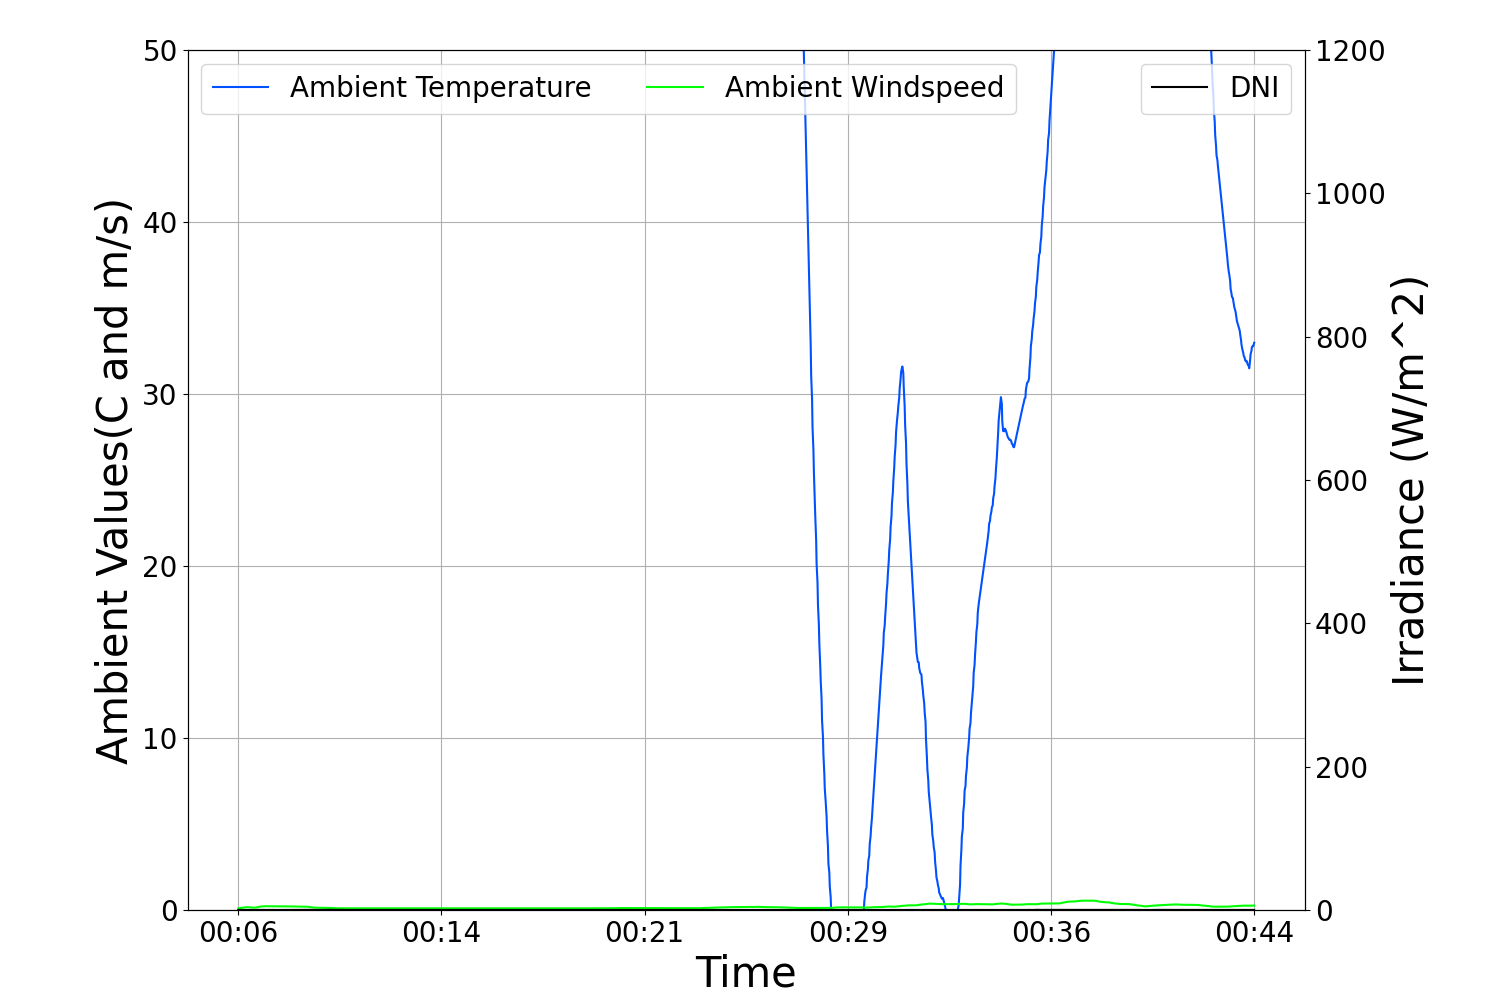 Ambient Temperature
Ambient Windspeed
DNI
50
40
30
20
10
0
1200
1000
800
600
400
200
0
Ambient Values(C and m/s)
Irradiance (W/m^2)
00:06 00:14 00:21 00:29 00:36 00:44
Time